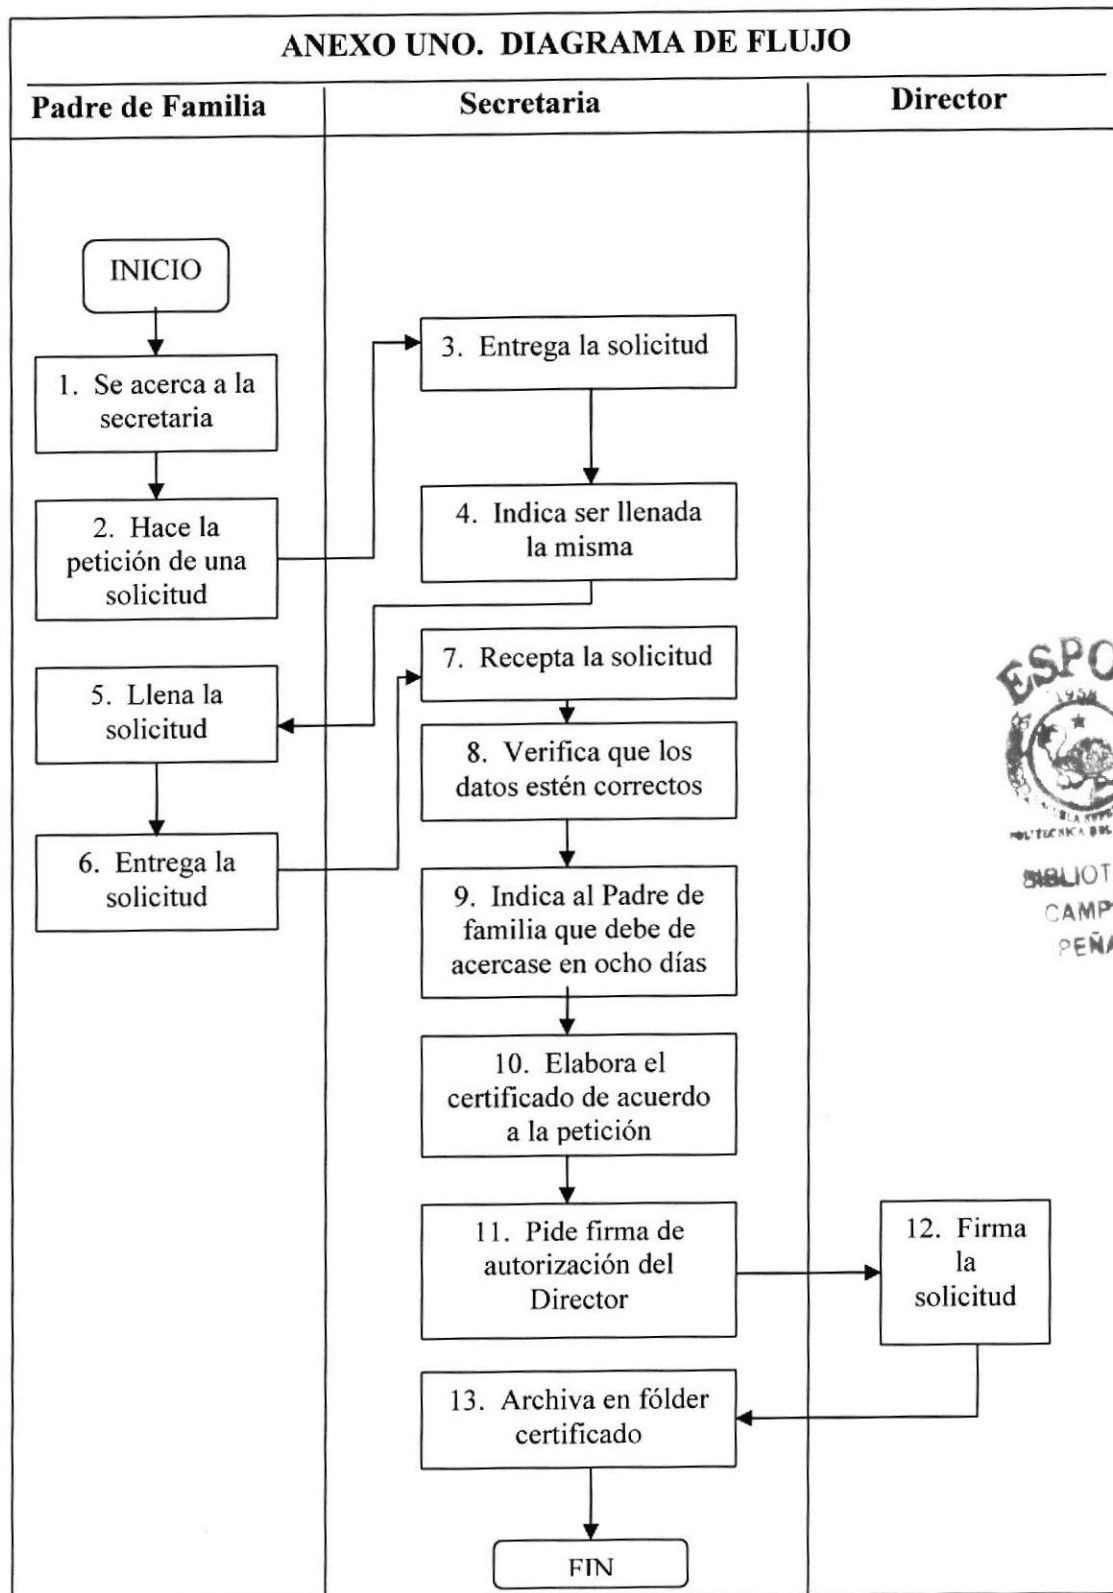 ANEXO UNO. DIAGRAMA DE FLUJO
Padre de Familia
Secretaria
Director
INICIO
1. Se acerca a la
secretaria
2. Hace la
petición de una
solicitud
3. Entrega la solicitud
4. Indica ser llenada
la misma
5. Llena la
solicitud
6. Entrega la
solicitud
7. Recepta la solicitud
8. Verifica que los
datos estén correctos
9. Indica al Padre de
familia que debe de
acercase en ocho días
10. Elabora el
certificado de acuerdo
a la petición
11. Pide firma de
autorización del
Director
12. Firma
la
solicitud
13. Archiva en fólder
certificado
FIN
ESPO
1958
POLITECNICA DEL
BIBLIOT
CAMP
PEÑA